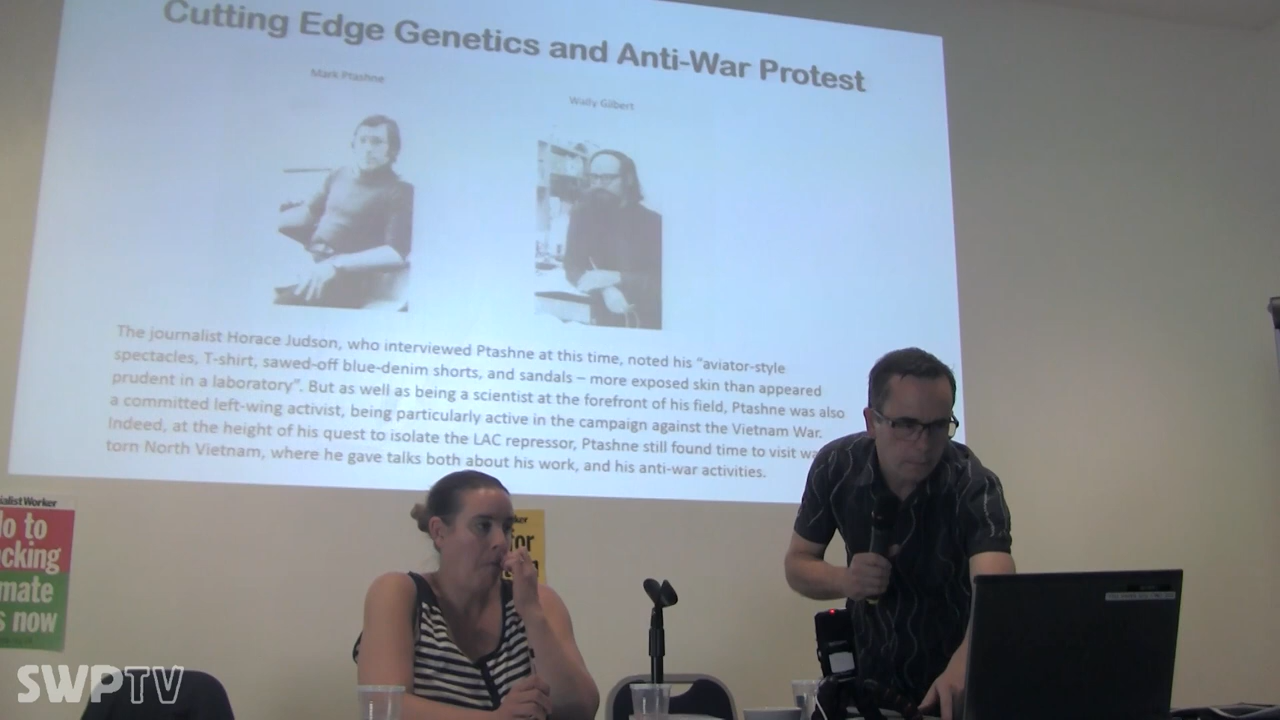 Cutting Edge Genetics and Anti-War Protest
Mark Ptashne
Wally Gilbert
The journalist Horace Judson, who interviewed Ptashne at this time, noted his "aviator-style
spectacles, T-shirt, sawed-off blue-denim shorts, and sandals – more exposed skin than appeared
prudent in a laboratory". But as well as being a scientist at the forefront of his field, Ptashne was also
a committed left-wing activist, being particularly active in the campaign against the Vietnam War.
Indeed, at the height of his quest to isolate the LAC repressor, Ptashne still found time to visit wa
torn North Vietnam, where he gave talks both about his work, and his anti-war activities.
ialist Worker
lo to
cking
mate
s now
ker
for
SWPTV